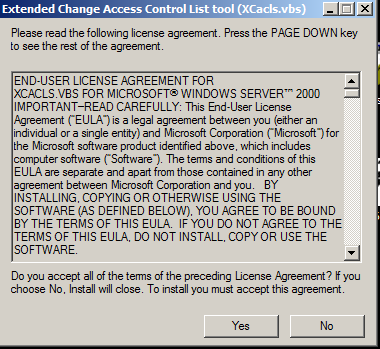 Extended Change Access Control List tool (XCacls.vbs)
Please read the following license agreement. Press the PAGE DOWN key
to see the rest of the agreement.
END-USER LICENSE AGREEMENT FOR
XCACLS.VBS FOR MICROSOFT® WINDOWS SERVER™ 2000
IMPORTANT–READ CAREFULLY: This End-User License
Agreement ("EULA") is a legal agreement between you (either an
individual or a single entity) and Microsoft Corporation ("Microsoft") for
the Microsoft software product identified above, which includes
computer software ("Software"). The terms and conditions of this
EULA are separate and apart from those contained in any other
agreement between Microsoft Corporation and you. BY
INSTALLING, COPYING OR OTHERWISE USING THE
SOFTWARE (AS DEFINED BELOW), YOU AGREE TO BE BOUND
BY THE TERMS OF THIS EULA. IF YOU DO NOT AGREE TO THE
TERMS OF THIS EULA, DO NOT INSTALL, COPY OR USE THE
SOFTWARE.
Do you accept all of the terms of the preceding License Agreement? If you
choose No, Install will close. To install you must accept this agreement.
Yes
No